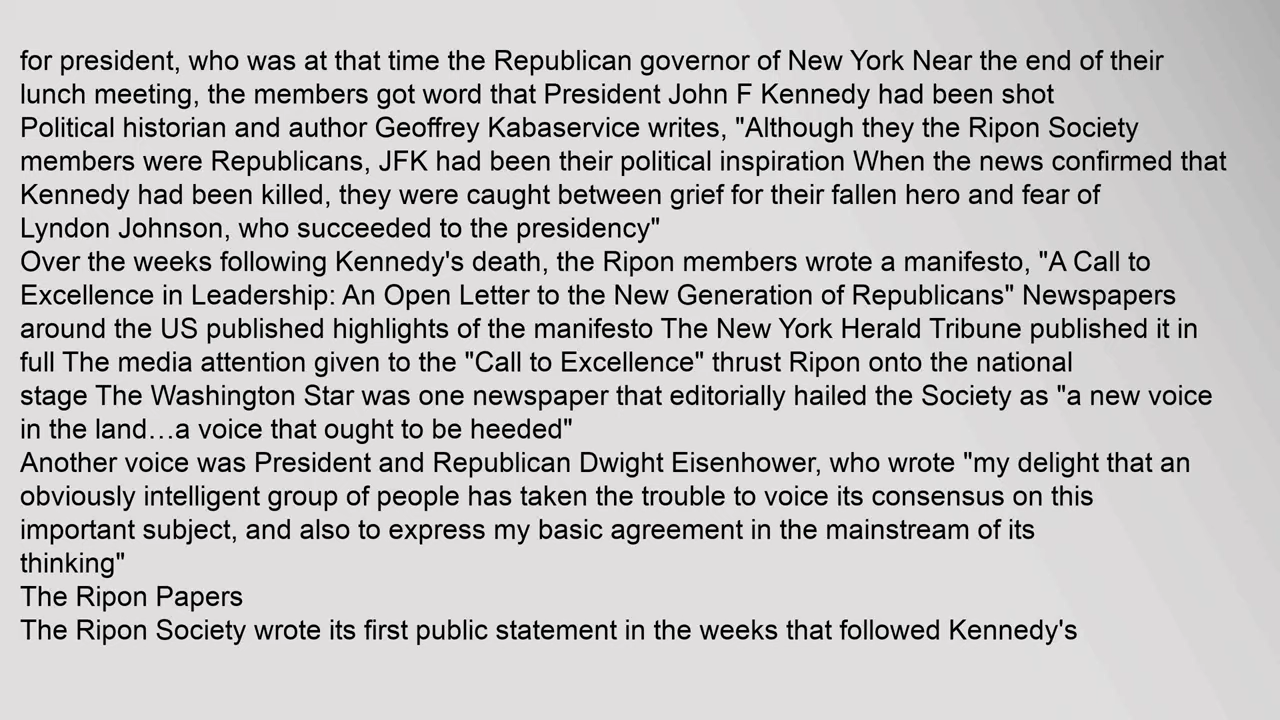 for president, who was at that time the Republican governor of New York Near the end of their
lunch meeting, the members got word that President John F Kennedy had been shot
Political historian and author Geoffrey Kabaservice writes, "Although they the Ripon Society
members were Republicans, JFK had been their political inspiration When the news confirmed that
Kennedy had been killed, they were caught between grief for their fallen hero and fear of
Lyndon Johnson, who succeeded to the presidency"
Over the weeks following Kennedy's death, the Ripon members wrote a manifesto, "A Call to
Excellence in Leadership: An Open Letter to the New Generation of Republicans" Newspapers
around the US published highlights of the manifesto The New York Herald Tribune published it in
full The media attention given to the "Call to Excellence" thrust Ripon onto the national
stage The Washington Star was one newspaper that editorially hailed the Society as "a new voice
in the land…a voice that ought to be heeded"
Another voice was President and Republican Dwight Eisenhower, who wrote "my delight that an
obviously intelligent group of people has taken the trouble to voice its consensus on this
important subject, and also to express my basic agreement in the mainstream of its
thinking"
The Ripon Papers
The Ripon Society wrote its first public statement in the weeks that followed Kennedy's